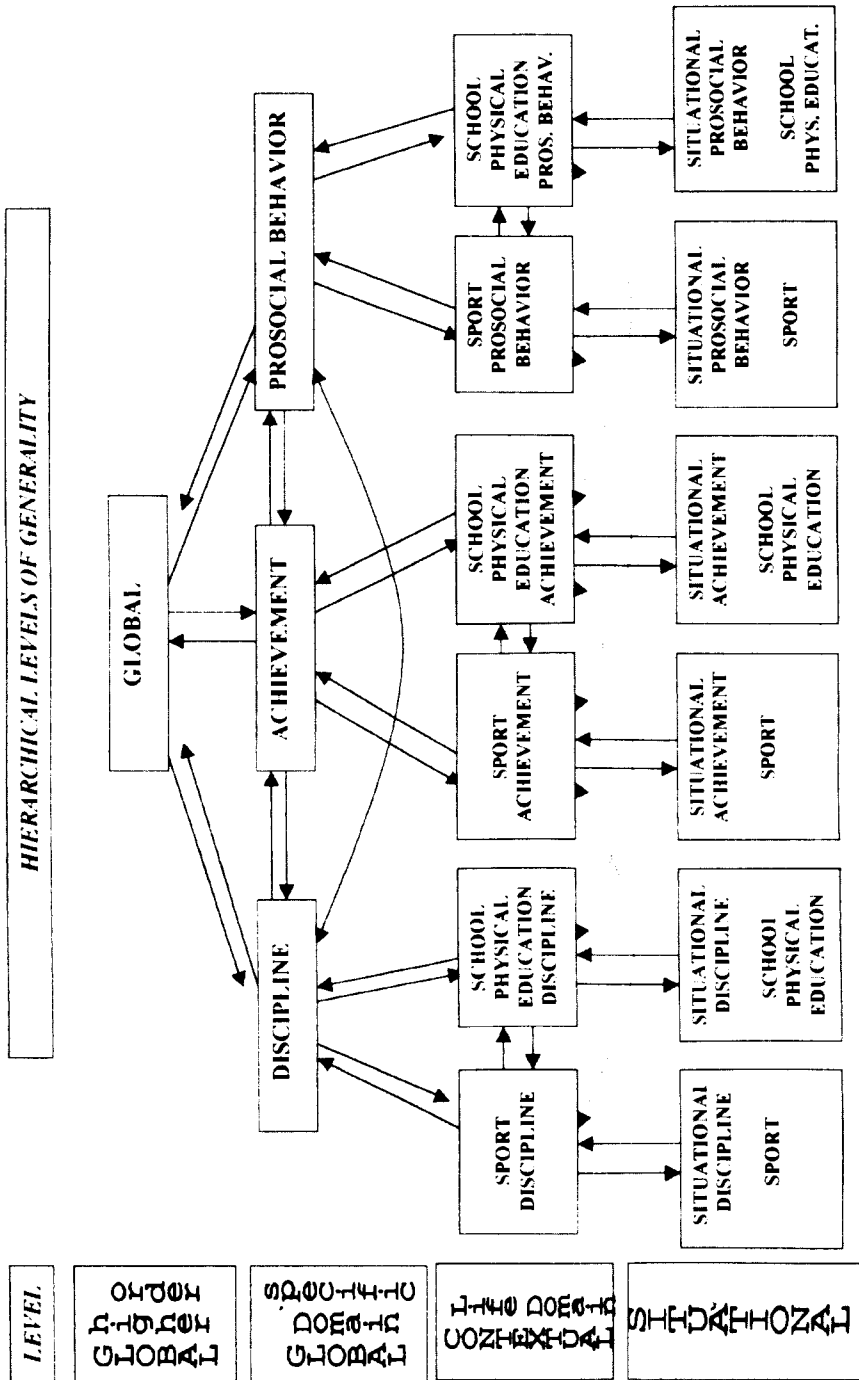 HIERARCHICAL LEVELS OF GENERALITY
LEVEL
GLOBAL
higher
order
GLOBAL
GLOBAL
Domain
specific
DISCIPLINE
ACHIEVEMENT
PROSOCIAL BEHAVIOR
CONTEXTUAL
Life Domain
SPORT
DISCIPLINE
SCHOOL
PHYSICAL
EDUCATION
DISCIPLINE
SPORT
ACHIEVEMENT
SCHOOL
PHYSICAL
EDUCATION
ACHIEVEMENT
SPORT
PROSOCIAL
BEHAVIOR
SCHOOL
PHYSICAL
EDUCATION
PROS. BEHAV.
SITUATIONAL
SITUATIONAL
DISCIPLINE
SPORT
SITUATIONAL
DISCIPLINE
SCHOOL
PHYSICAL
EDUCATION
SITUATIONAL
ACHIEVEMENT
SPORT
SITUATIONAL
ACHIEVEMENT
SCHOOL
PHYSICAL
EDUCATION
SITUATIONAL
PROSOCIAL
BEHAVIOR
SPORT
SITUATIONAL
PROSOCIAL
BEHAVIOR
SCHOOL
PHYS. EDUCAT.